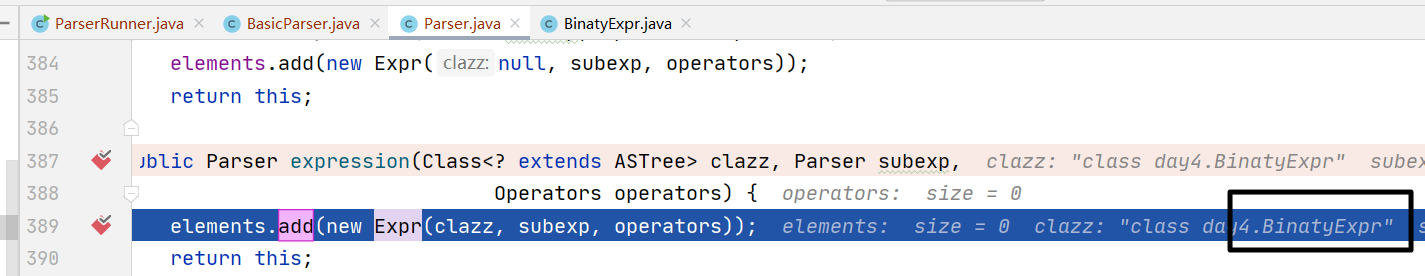 ParserRunner.java × BasicParser.java × Parser.java × BinatyExpr.java ×
384 elements.add(new Expr( clazz: null, subexp, operators));
385 return this;
386
387 ublic Parser expression(Class<? extends ASTree> clazz, Parser subexp, clazz: "class day4.BinatyExpr" subex
388 Operators operators) { operators: size = 0
389 elements.add(new Expr(clazz, subexp, operators)); elements: size = 0 clazz: "class day4.BinatyExpr" s
390 return this;